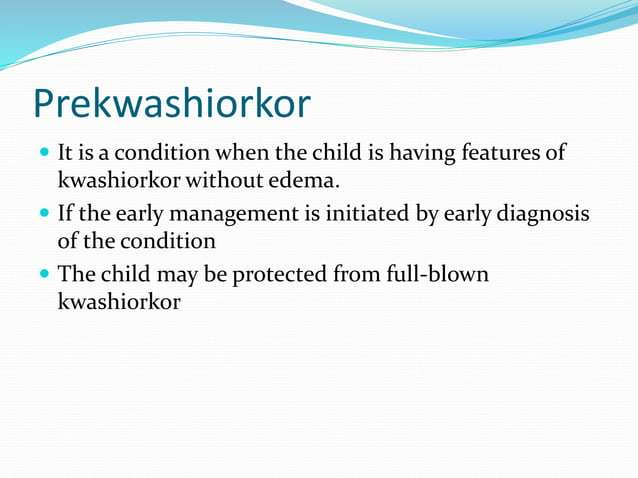 Prekwashiorkor
• It is a condition when the child is having features of
kwashiorkor without edema.
• If the early management is initiated by early diagnosis
of the condition
• The child may be protected from full-blown
kwashiorkor